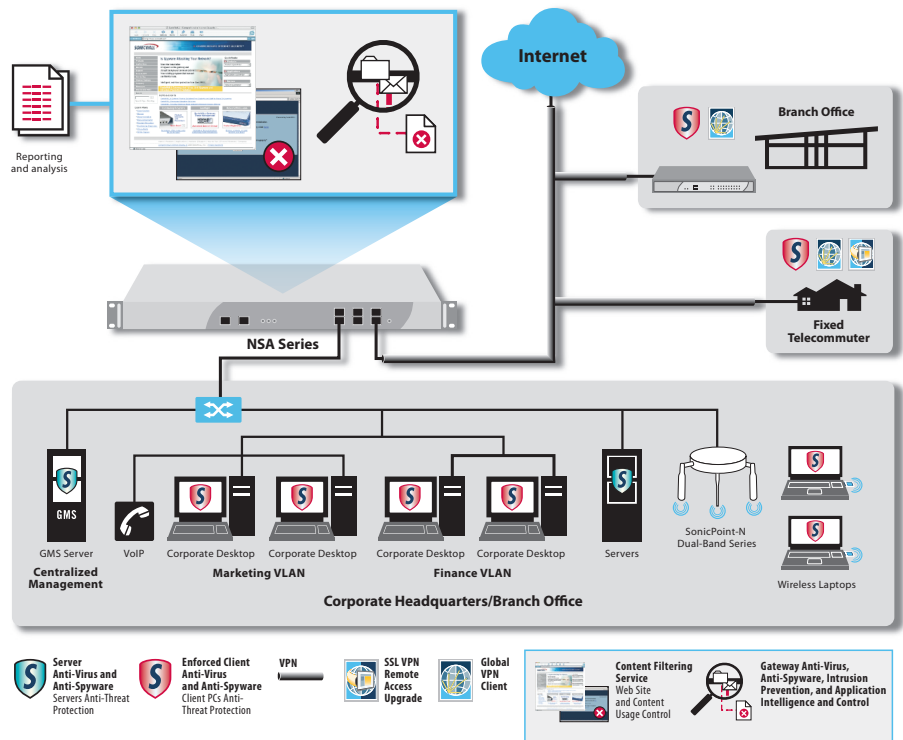 Internet
Reporting
and analysis
Branch Office
Fixed
Telecommuter
NSA Series
GMS
GMS Server
Centralized
Management
VoIP
Corporate Desktop
Corporate Desktop
Marketing VLAN
Corporate Desktop
Corporate Desktop
Finance VLAN
Servers
SonicPoint-N
Dual-Band Series
Wireless Laptops
Corporate Headquarters/Branch Office
Server
Anti-Virus and
Anti-Spyware
Servers Anti-Threat
Protection
Enforced Client
Anti-Virus
and Anti-Spyware
Client PCs Anti-
Threat Protection
VPN
SSL VPN
Remote
Access
Upgrade
Global
VPN
Client
Content Filtering
Service
Web Site
and Content
Usage Control
Gateway Anti-Virus,
Anti-Spyware, Intrusion
Prevention, and Application
Intelligence and Control